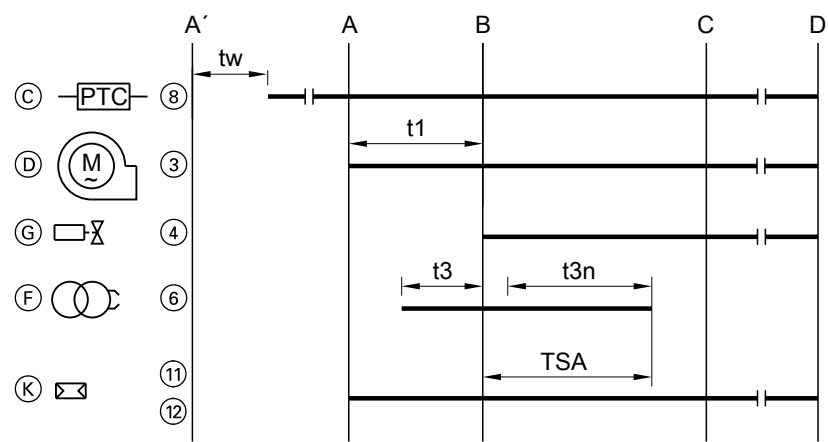 A´ A B C D
tw
C PTC 8
t1
D M ~ 3
G 4
t3 t3n
F 6
TSA
11
K
12